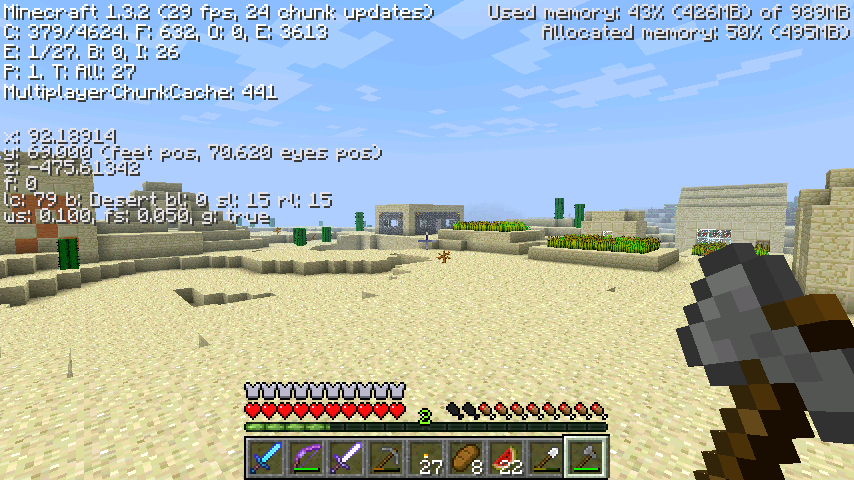 Minecraft 1.3.2 (29 fps, 24 chunk updates)
C: 379/4624, F: 632, O: 0, E: 3613
E: 1/27, B: 0, I: 26
P: 1, T: All: 27
MultiplayerChunkCache: 441
Used memory: 43% (426MB) of 989MB
Allocated memory: 50% (495MB)
x: 92.18914
y: 69.000 (feet pos, 70.620 eyes pos)
z: -475.61342
f: 0
lc: 79 b: Desert bl: 0 sl: 15 rl: 15
ws: 0.100, fs: 0.050, g: true
2
27
8
22